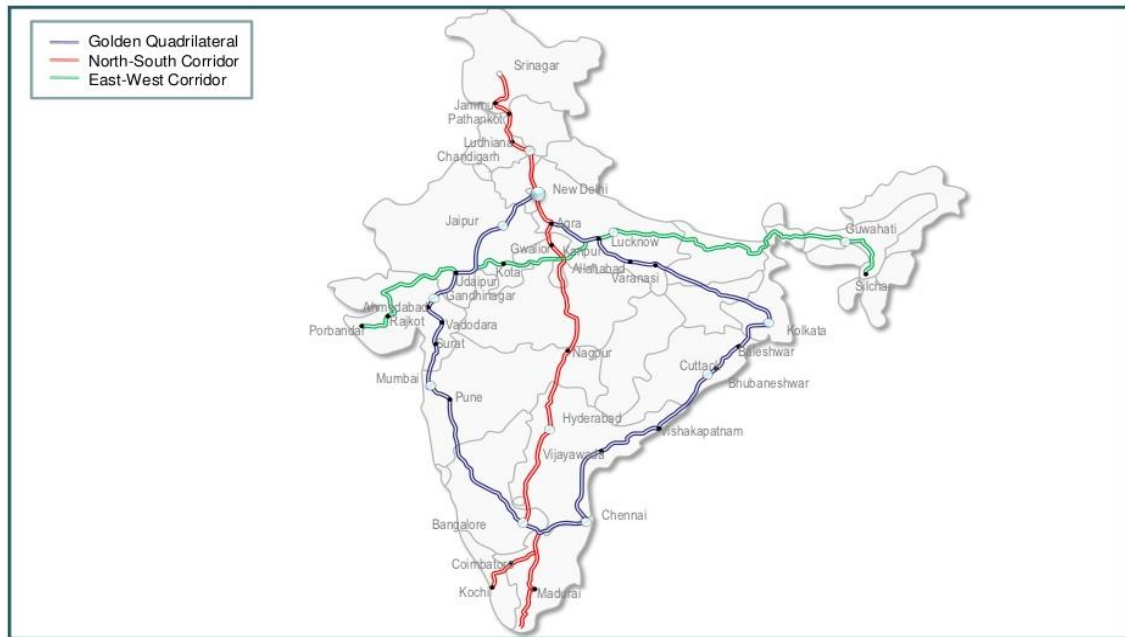 Golden Quadrilateral
North-South Corridor
East-West Corridor
Srinagar
Jammu
Pathankot
Ludhiana
Chandigarh
New Delhi
Jaipur
Agra
Guwahati
Gwalior
Kanpur
Lucknow
Kota
Allahabad
Varanasi
Udaipur
Silchar
Gandhinagar
Ahmedabad
Rajkot
Porbandar
Vadodara
Kolkata
Surat
Nagpur
Baleshwar
Cuttack
Mumbai
Bhubaneshwar
Pune
Hyderabad
Vishakapatnam
Vijayawada
Bangalore
Chennai
Coimbatore
Kochi
Madurai